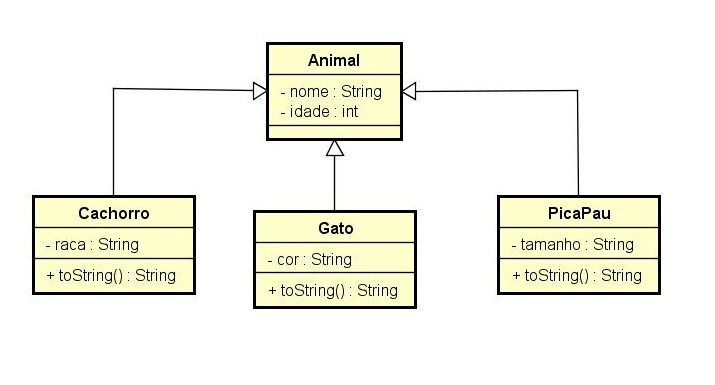 Animal
- nome : String
- idade : int
Cachorro
- raca : String
+ toString() : String
Gato
- cor : String
+ toString() : String
PicaPau
- tamanho : String
+ toString() : String